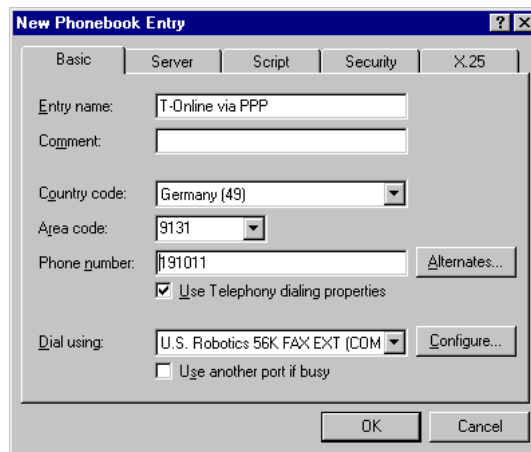 New Phonebook Entry
Basic Server Script Security X.25
Entry name: T-Online via PPP
Comment:
Country code: Germany (49)
Area code: 9131
Phone number: 191011 Alternates...
Use Telephony dialing properties
Dial using: U.S. Robotics 56K FAX EXT (COM Configure...
Use another port if busy
OK Cancel